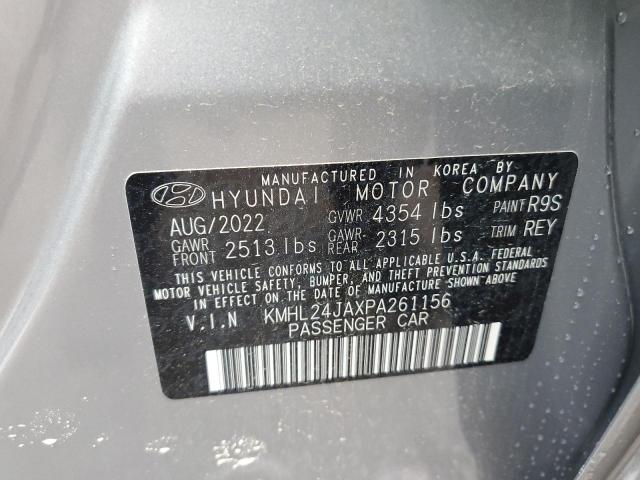 MANUFACTURED IN KOREA BY
HYUNDAI MOTOR COMPANY
AUG/2022 GVWR 4354 lbs PAINT R9S
GAWR FRONT 2513 lbs GAWR REAR 2315 lbs TRIM REY
THIS VEHICLE CONFORMS TO ALL APPLICABLE U.S.A. FEDERAL
MOTOR VEHICLE SAFETY, BUMPER, AND THEFT PREVENTION STANDARDS
IN EFFECT ON THE DATE OF MANUFACTURE SHOWN ABOVE.
V.I.N KMHL24JAXPA261156
PASSENGER CAR